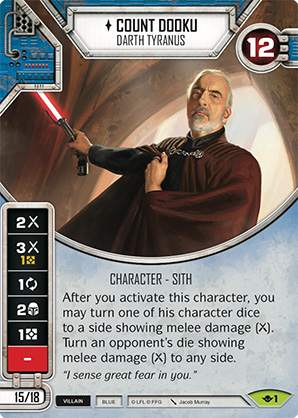 COUNT DOOKU
DARTH TYRANUS
12
2
3
1
1
2
1
-
15/18
CHARACTER - SITH
After you activate this character, you
may turn one of his character dice
to a side showing melee damage ( ).
Turn an opponent's die showing
melee damage ( ) to any side.
"I sense great fear in you."
VILLAIN
BLUE
© LFL © FFG
Jacob Murray
1